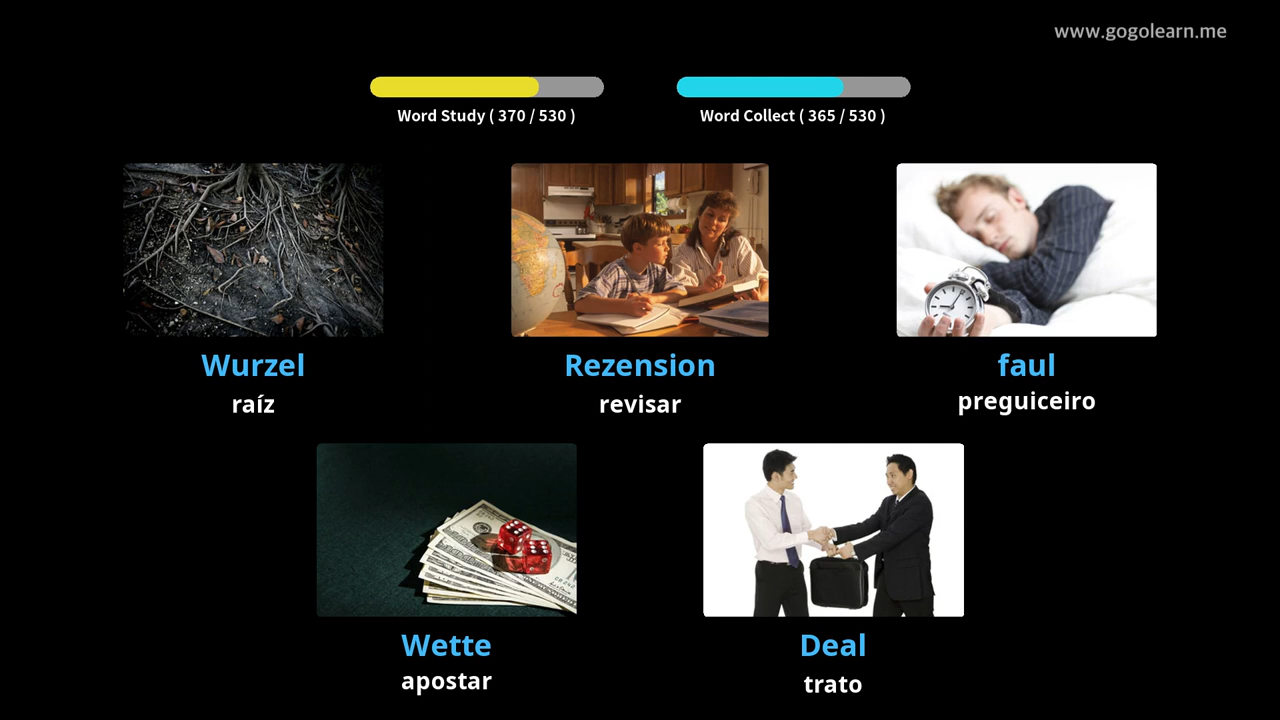 www.gogolearn.me
Word Study ( 370 / 530 )
Word Collect ( 365 / 530 )
Wurzel
raíz
Rezension
revisar
faul
preguiceiro
Wette
apostar
Deal
trato